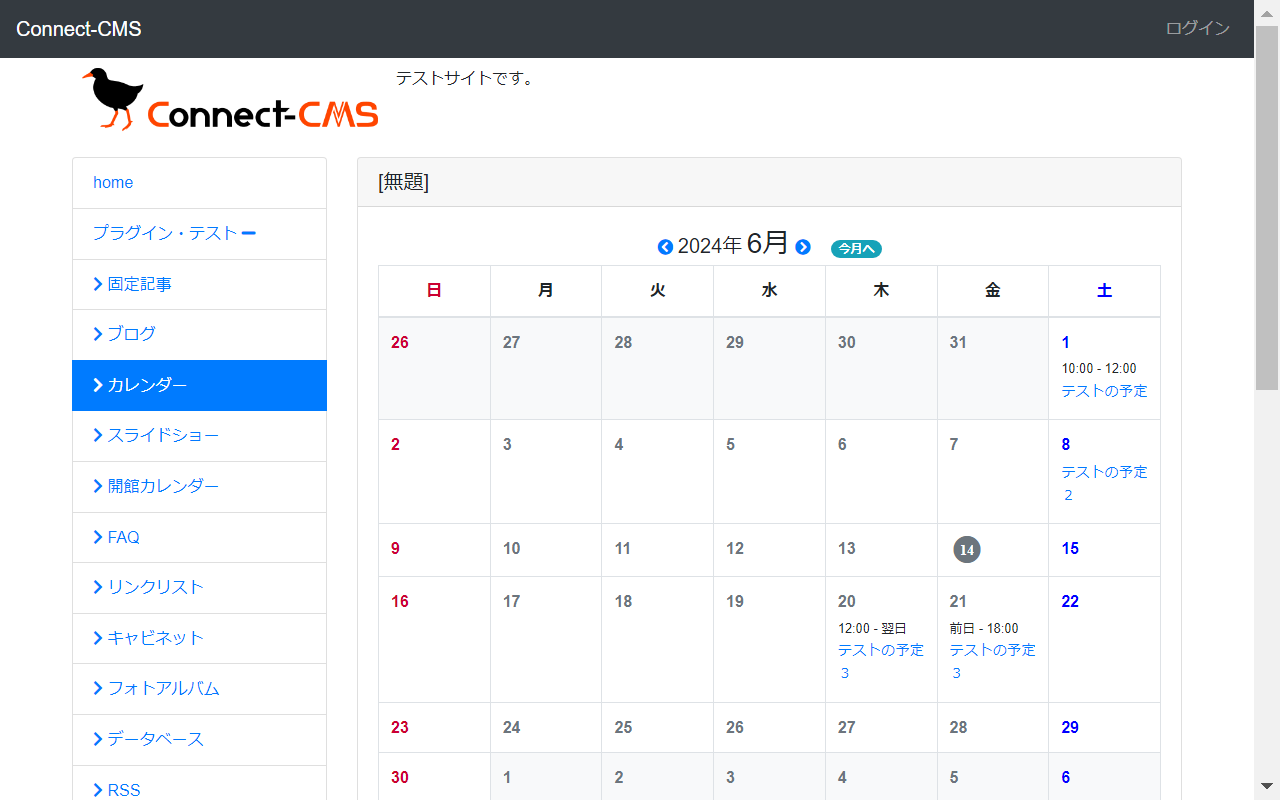 Connect-CMS
ログイン
Connect-CMS
テストサイトです。
home
プラグイン・テスト
固定記事
ブログ
カレンダー
スライドショー
開館カレンダー
FAQ
リンクリスト
キャビネット
フォトアルバム
データベース
RSS
[無題]
2024年 6月 今月へ
日 月 火 水 木 金 土
26 27 28 29 30 31 1
10:00 - 12:00
テストの予定
2 3 4 5 6 7 8
テストの予定
2
9 10 11 12 13 14 15
16 17 18 19 20 21 22
12:00 - 翌日 前日 - 18:00
テストの予定 テストの予定
3 3
23 24 25 26 27 28 29
30 1 2 3 4 5 6